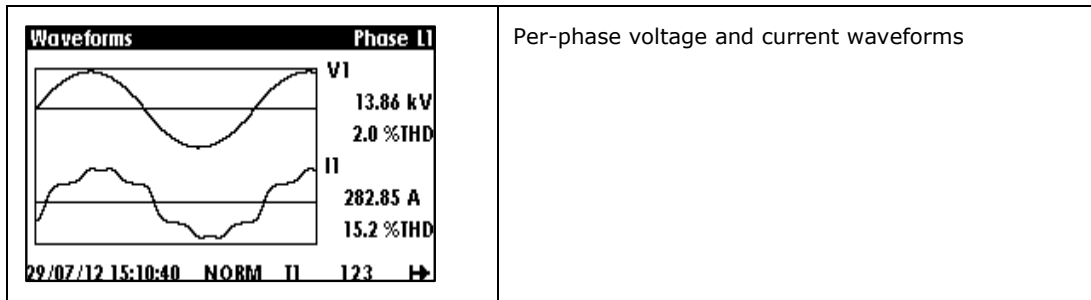 Waveforms Phase L1
Per-phase voltage and current waveforms
V1
13.86 kV
2.0 %THD
I1
282.85 A
15.2 %THD
29/07/12 15:10:40 NORM I1 123